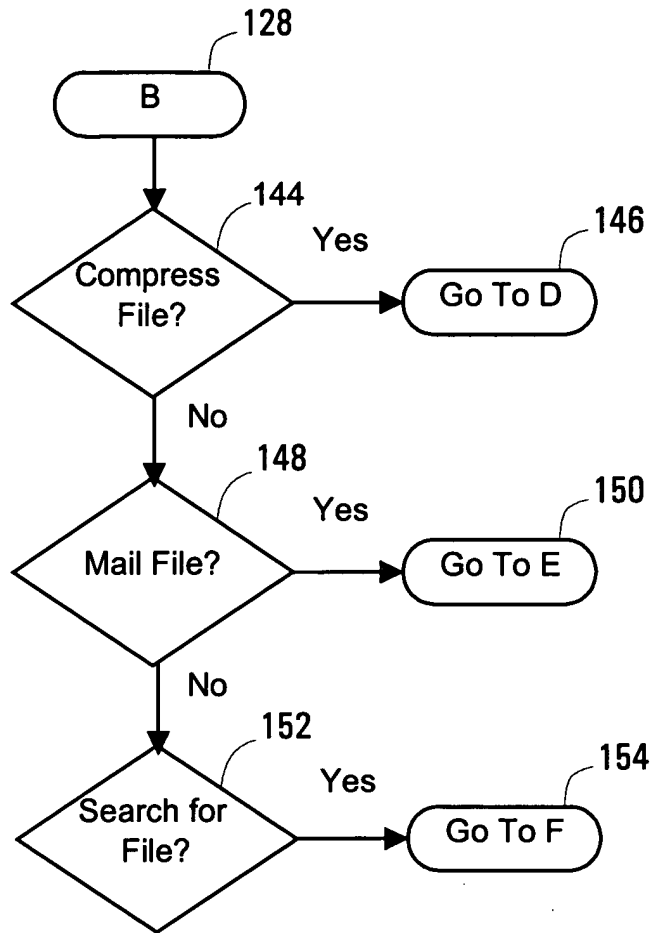 128
B
144
Yes
146
Compress
File?
Go To D
No
148
Yes
150
Mail File?
Go To E
No
152
Yes
154
Search for
File?
Go To F